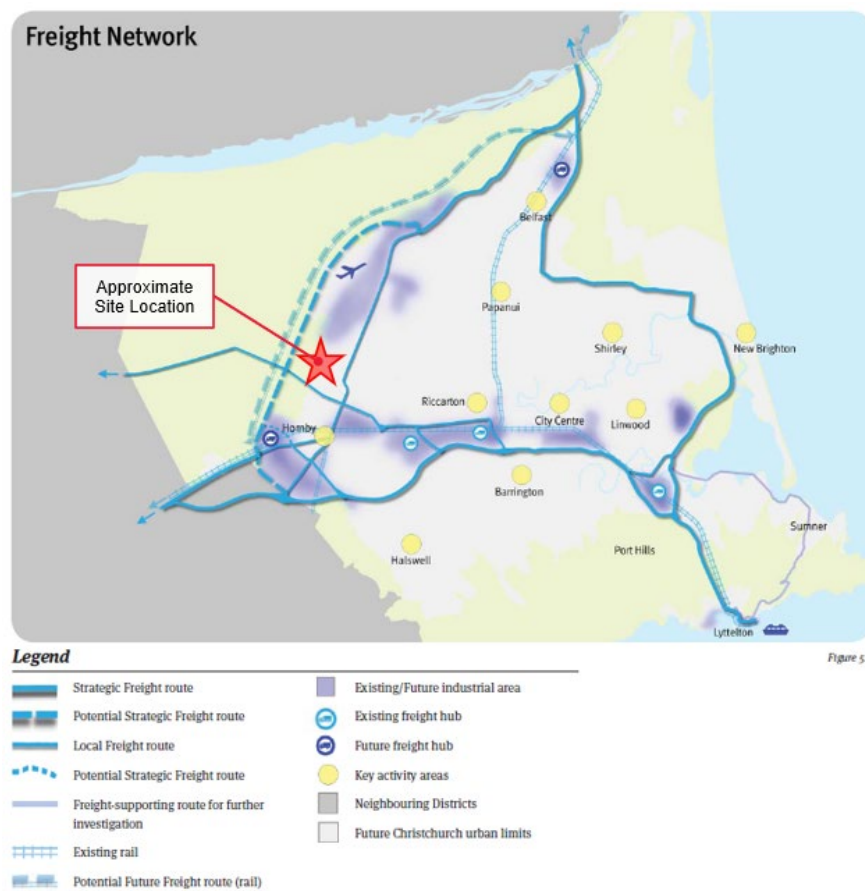 Freight Network
Approximate
Site Location
Belfast
Papanui
Shirley
New Brighton
Riccarton
City Centre
Linwood
Hornby
Barrington
Sumner
Halswell
Port Hills
Lyttelton
Legend
Figure 5
Strategic Freight route
Potential Strategic Freight route
Local Freight route
Potential Strategic Freight route
Freight-supporting route for further
investigation
Existing rail
Potential Future Freight route (rail)
Existing/Future industrial area
Existing freight hub
Future freight hub
Key activity areas
Neighbouring Districts
Future Christchurch urban limits